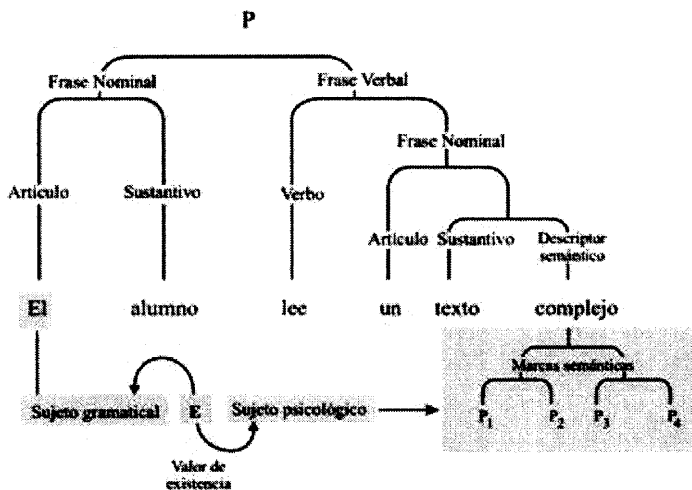 P
Frase Nominal Frase Verbal
Frase Nominal
Artículo Sustantivo Verbo
Artículo Sustantivo Descriptor
semántico
El alumno lee un texto complejo
Marcas semánticas
Sujeto gramatical E Sujeto psicológico P1 P2 P3 P4
Valor de
existencia